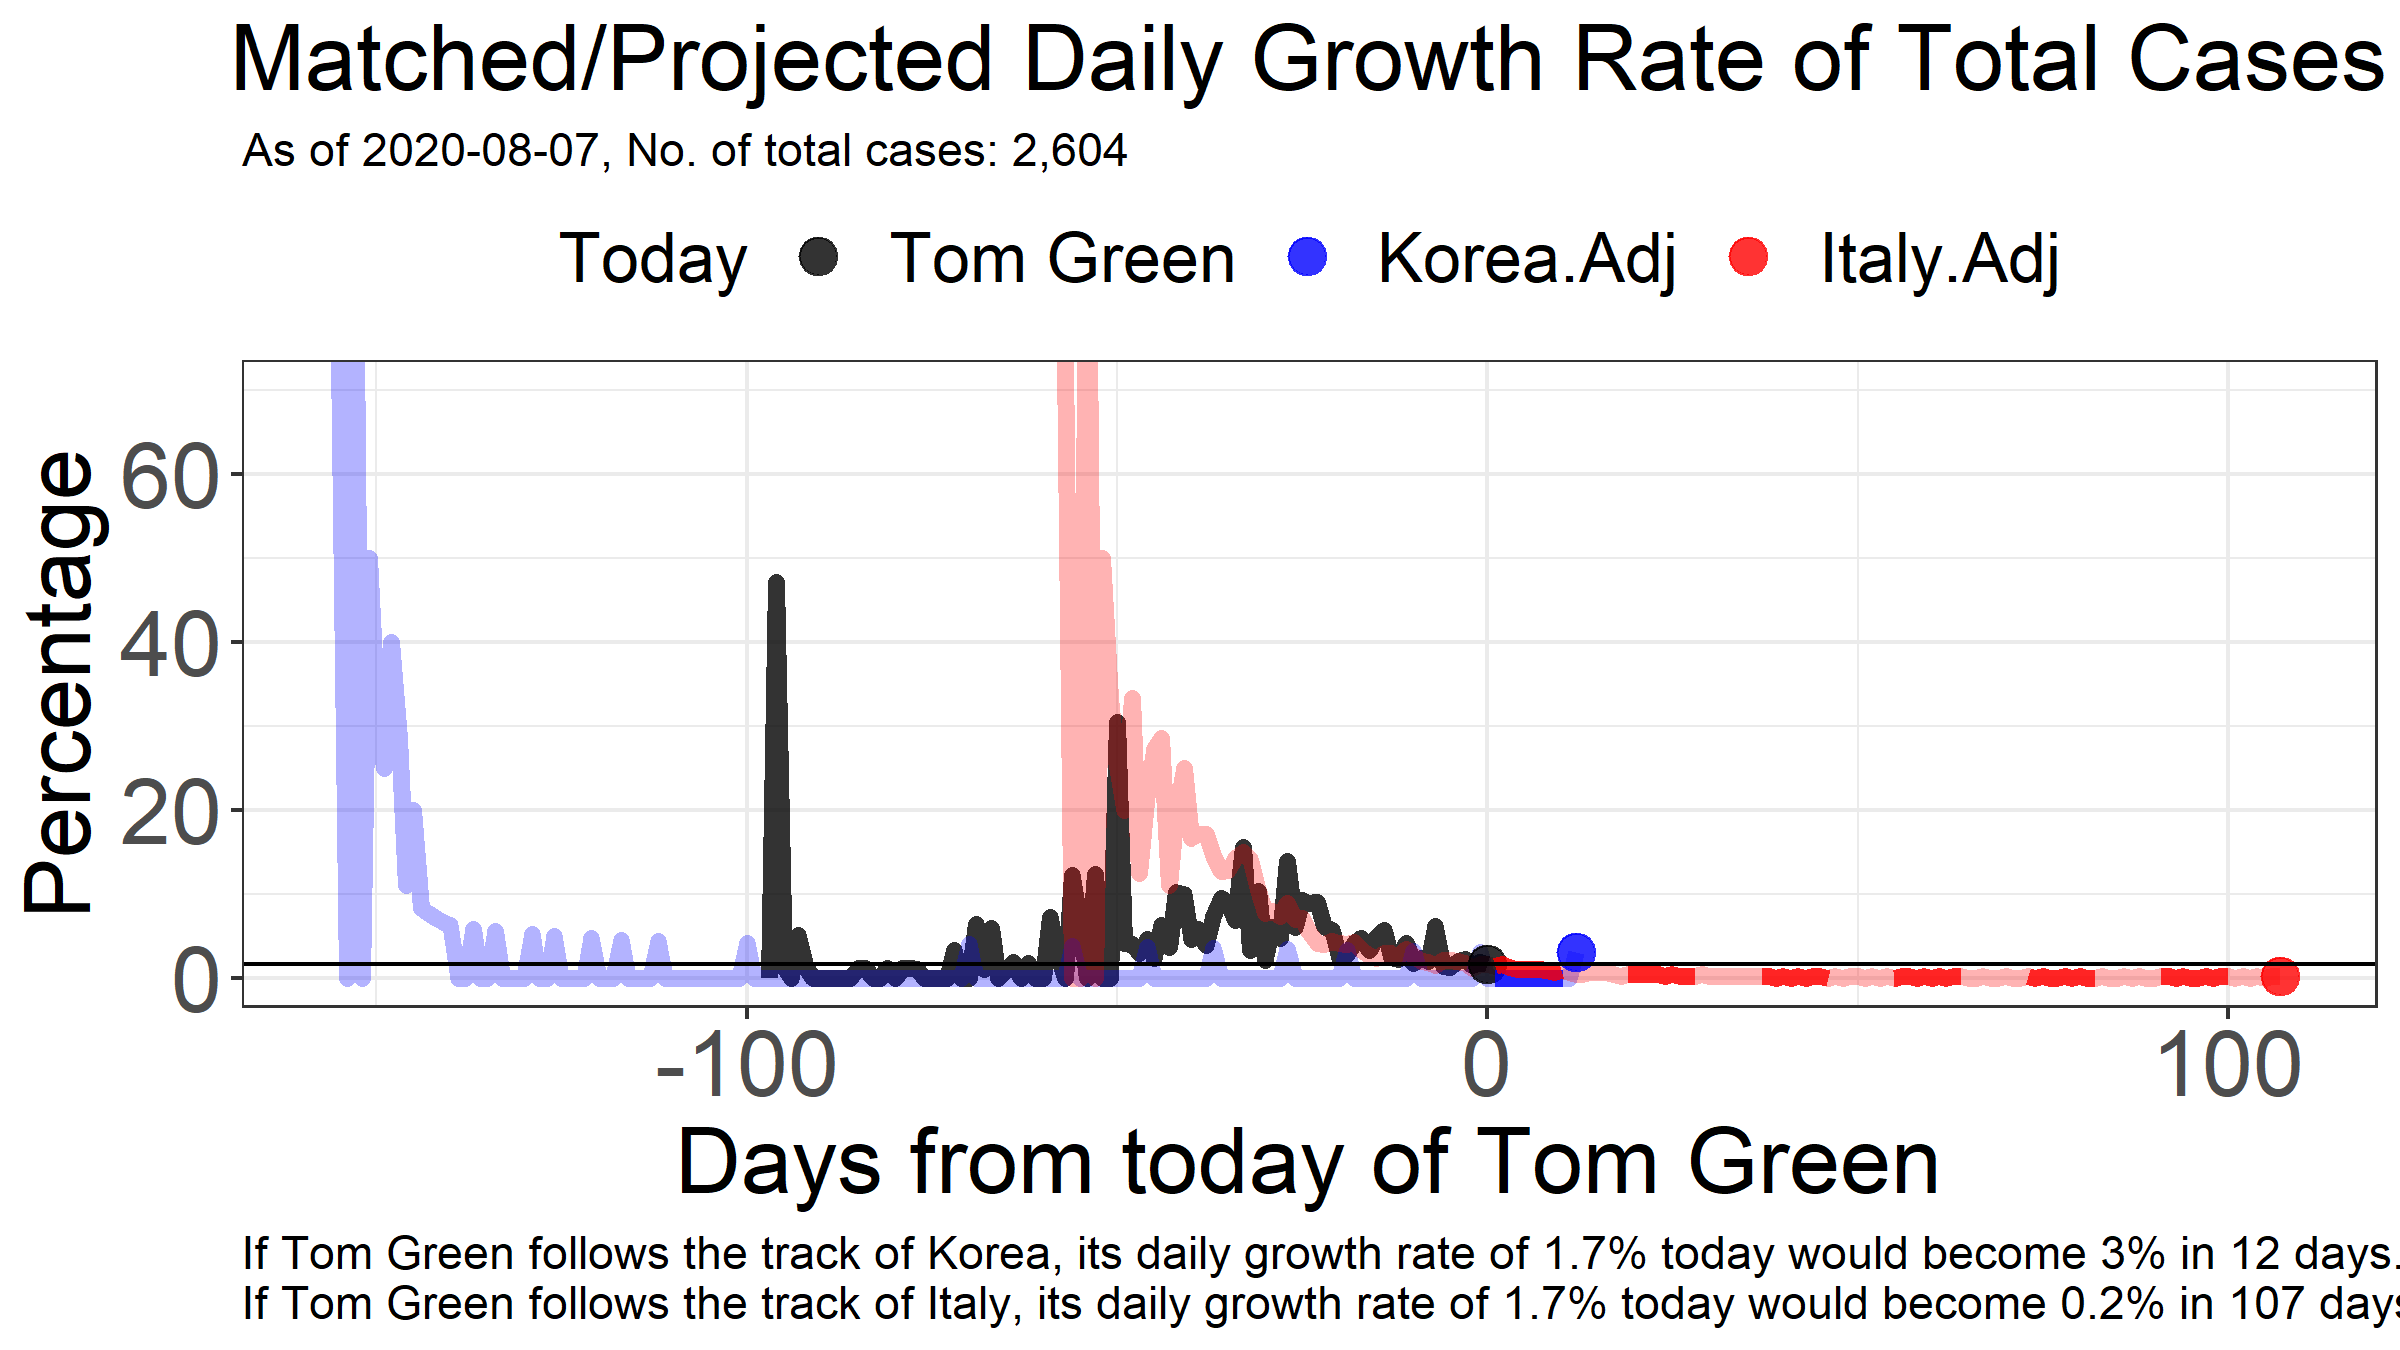 Matched/Projected Daily Growth Rate of Total Cases
As of 2020-08-07, No. of total cases: 2,604
Today Tom Green Korea.Adj Italy.Adj
Percentage
60
40
20
0
-100 0 100
Days from today of Tom Green
If Tom Green follows the track of Korea, its daily growth rate of 1.7% today would become 3% in 12 days.
If Tom Green follows the track of Italy, its daily growth rate of 1.7% today would become 0.2% in 107 days